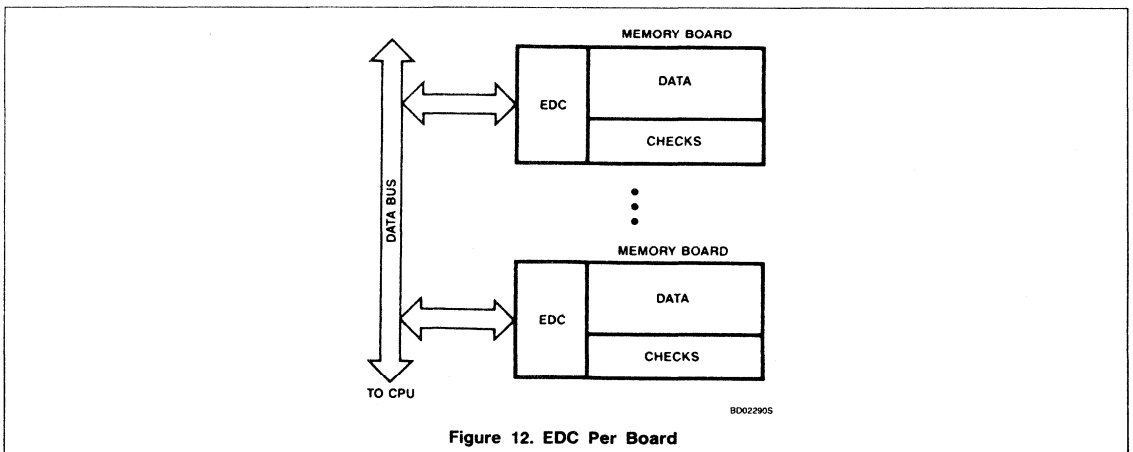 MEMORY BOARD
EDC
DATA
CHECKS
DATA BUS
MEMORY BOARD
EDC
DATA
CHECKS
TO CPU
BD02290S
Figure 12. EDC Per Board